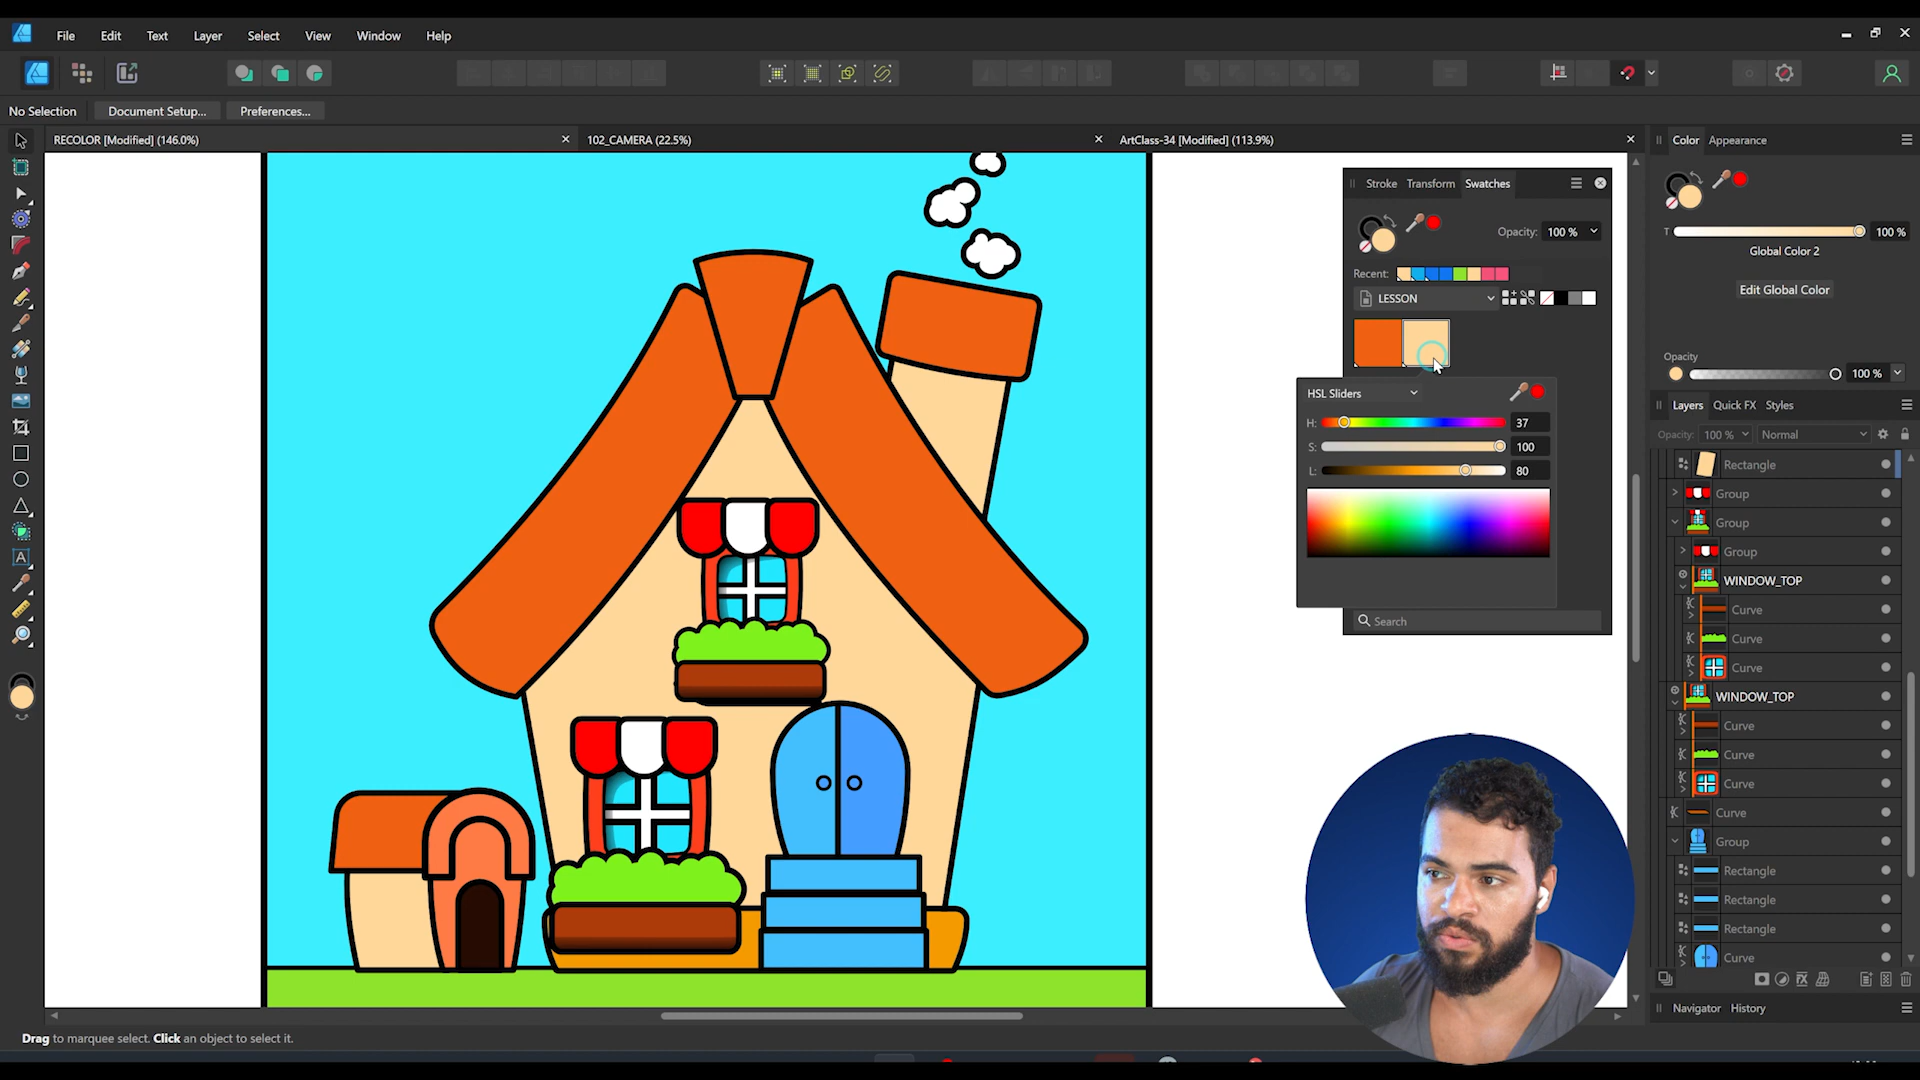 File Edit Text Layer Select View Window Help
No Selection Document Setup... Preferences...
RECOLOR [Modified] (146.0%) 102_CAMERA (22.5%) ArtClass-34 [Modified] (113.9%)
Stroke Transform Swatches
Opacity: 100 %
Recent:
LESSON
HSL Sliders
H: 37
S: 100
L: 80
Search
Color Appearance
T 100 %
Global Color 2
Edit Global Color
Opacity
100 %
Layers Quick FX Styles
Opacity: 100 % Normal
Rectangle
Group
Group
Group
WINDOW_TOP
Curve
Curve
Curve
WINDOW_TOP
Curve
Curve
Curve
Curve
Group
Rectangle
Rectangle
Rectangle
Curve
Navigator History
Drag to marquee select. Click an object to select it.